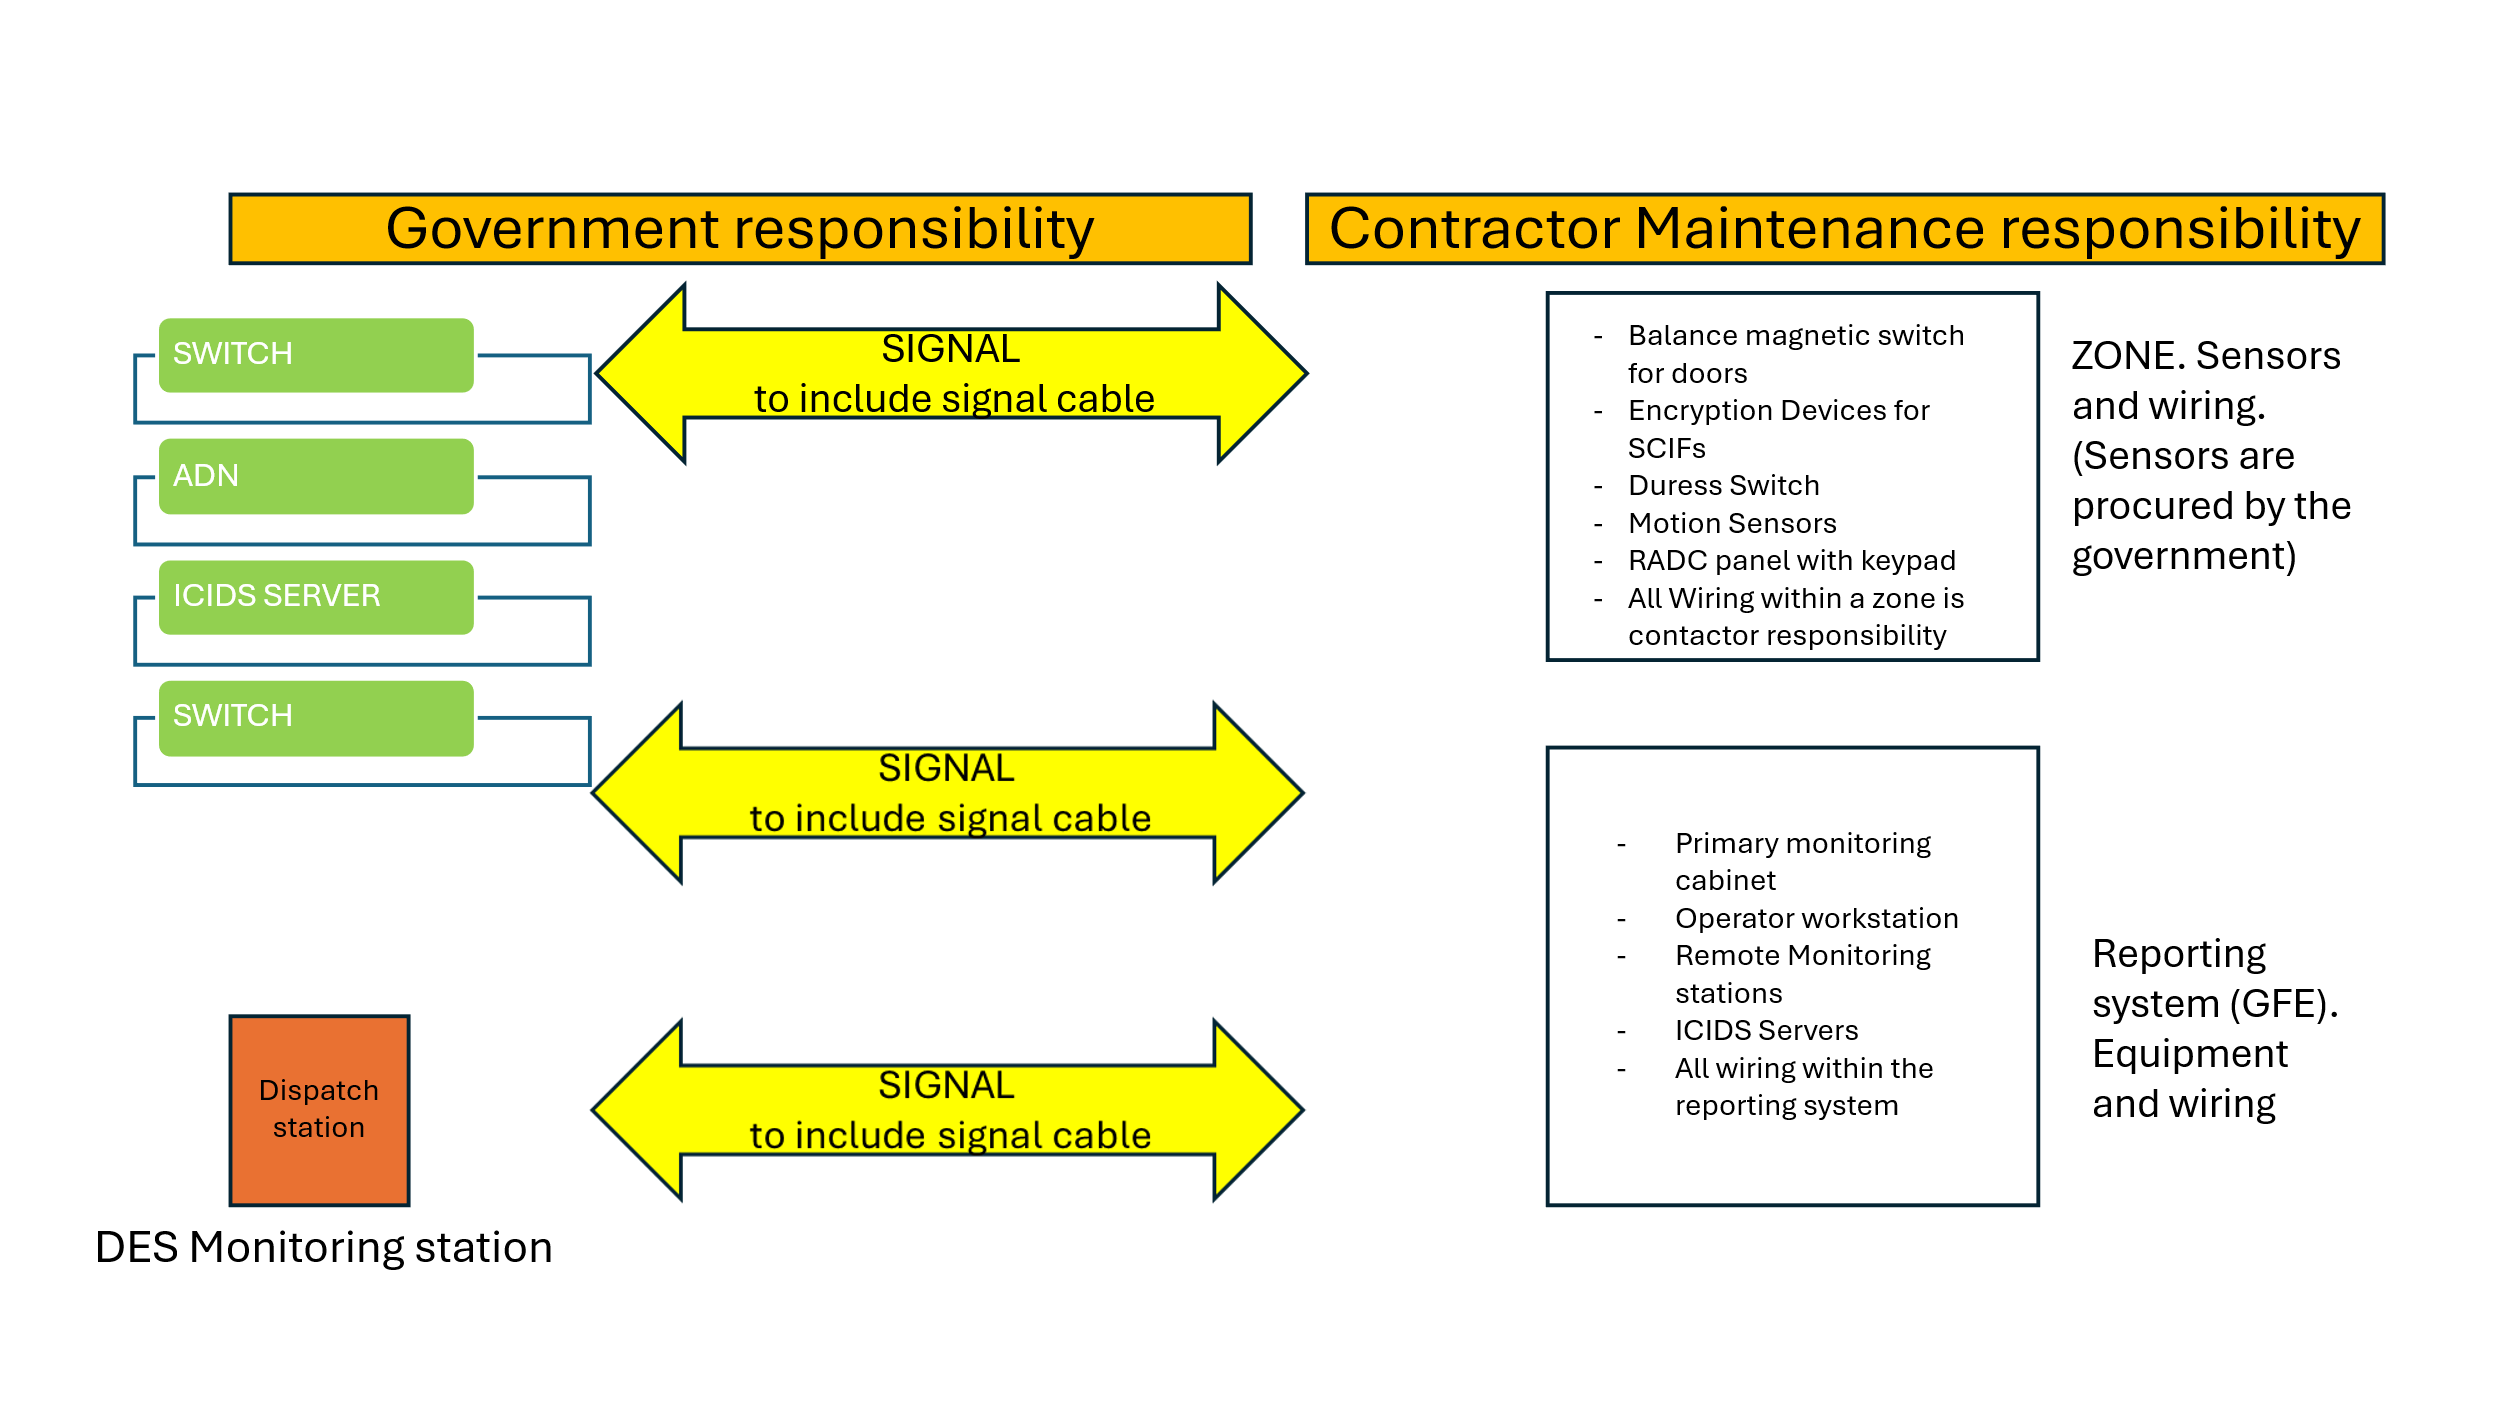 Government responsibility
Contractor Maintenance responsibility
SWITCH
ADN
ICIDS SERVER
SWITCH
SIGNAL
to include signal cable
- Balance magnetic switch
for doors
- Encryption Devices for
SCIFs
- Duress Switch
- Motion Sensors
- RADC panel with keypad
- All Wiring within a zone is
contactor responsibility
ZONE. Sensors
and wiring.
(Sensors are
procured by the
government)
SIGNAL
to include signal cable
- Primary monitoring
cabinet
- Operator workstation
- Remote Monitoring
stations
- ICIDS Servers
- All wiring within the
reporting system
Reporting
system (GFE).
Equipment
and wiring
Dispatch
station
DES Monitoring station
SIGNAL
to include signal cable